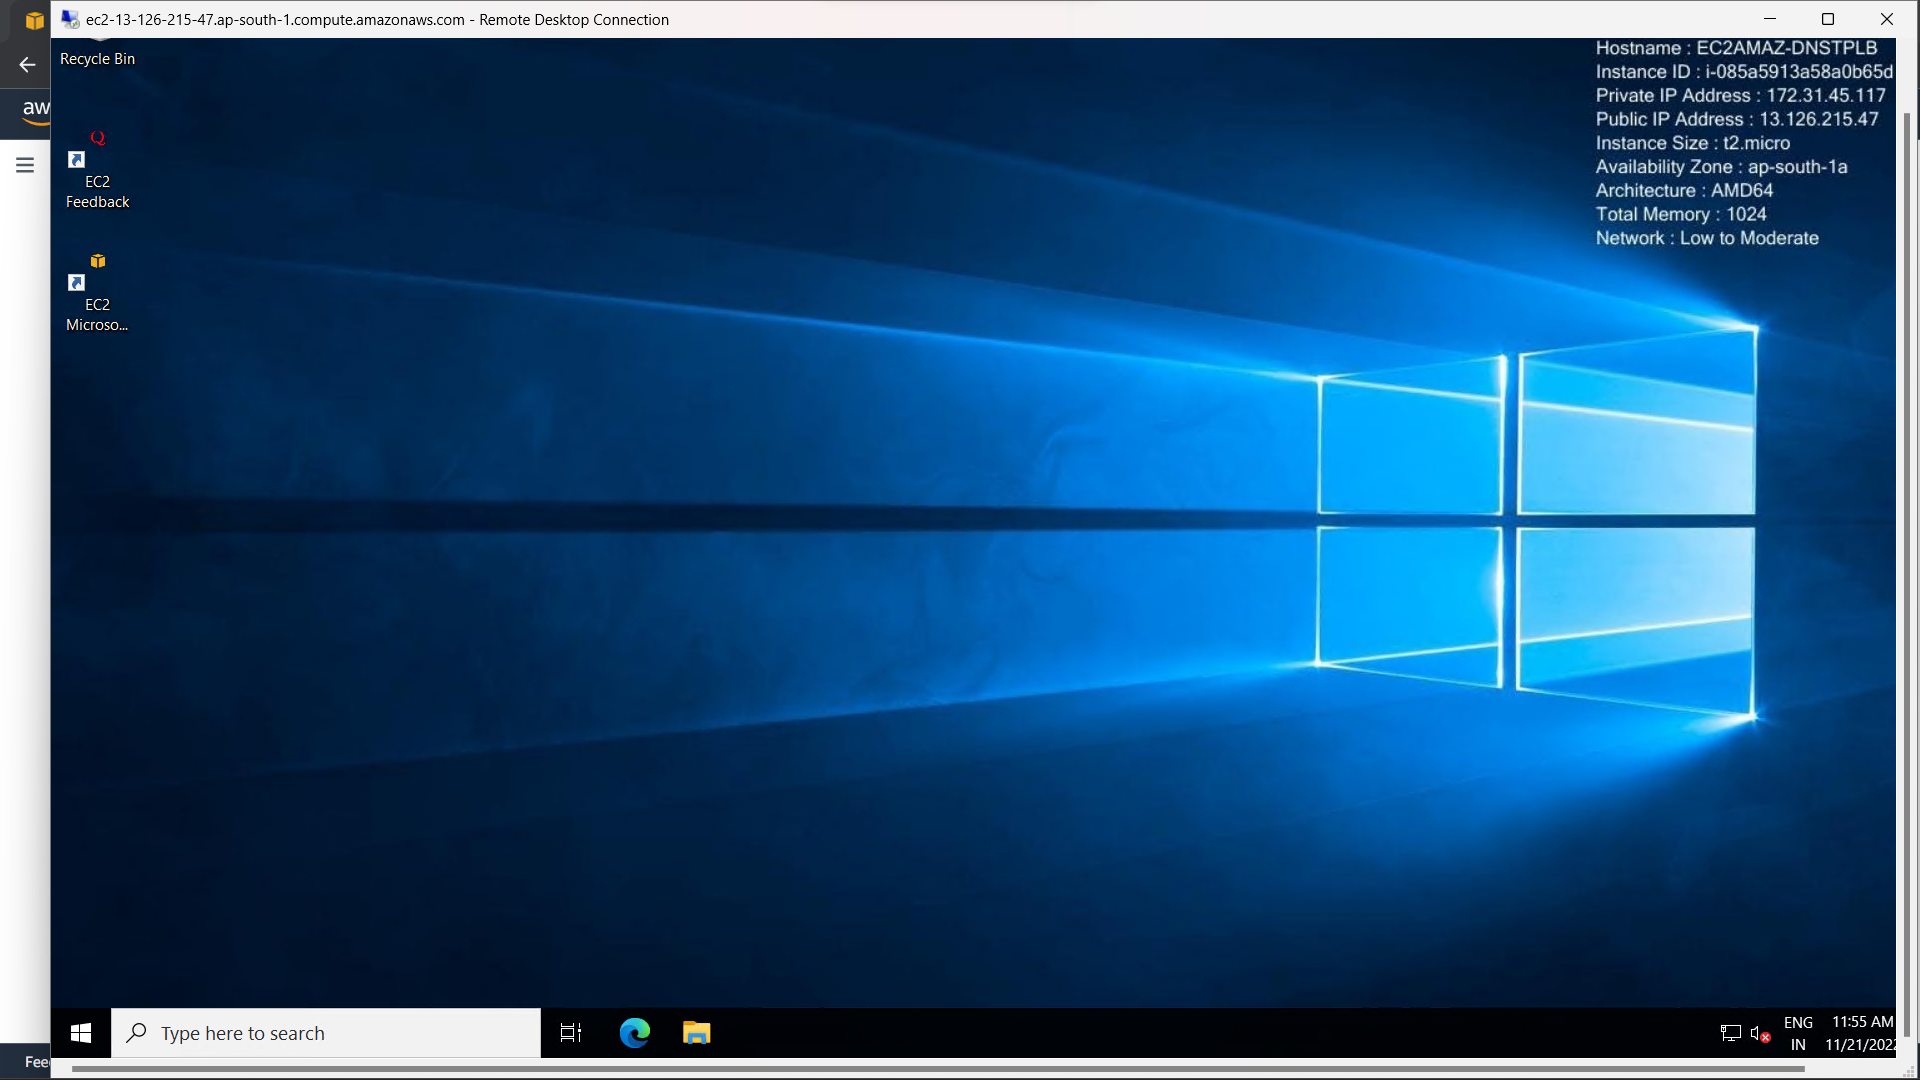 ec2-13-126-215-47.ap-south-1.compute.amazonaws.com - Remote Desktop Connection
Recycle Bin
Hostname : EC2AMAZ-DNSTPLB
Instance ID : i-085a5913a58a0b65d
Private IP Address : 172.31.45.117
Public IP Address : 13.126.215.47
Instance Size : t2.micro
Availability Zone : ap-south-1a
Architecture : AMD64
Total Memory : 1024
Network : Low to Moderate
aw
EC2
Feedback
EC2
Microso...
Type here to search
ENG
IN
11:55 AM
11/21/2022
Fee